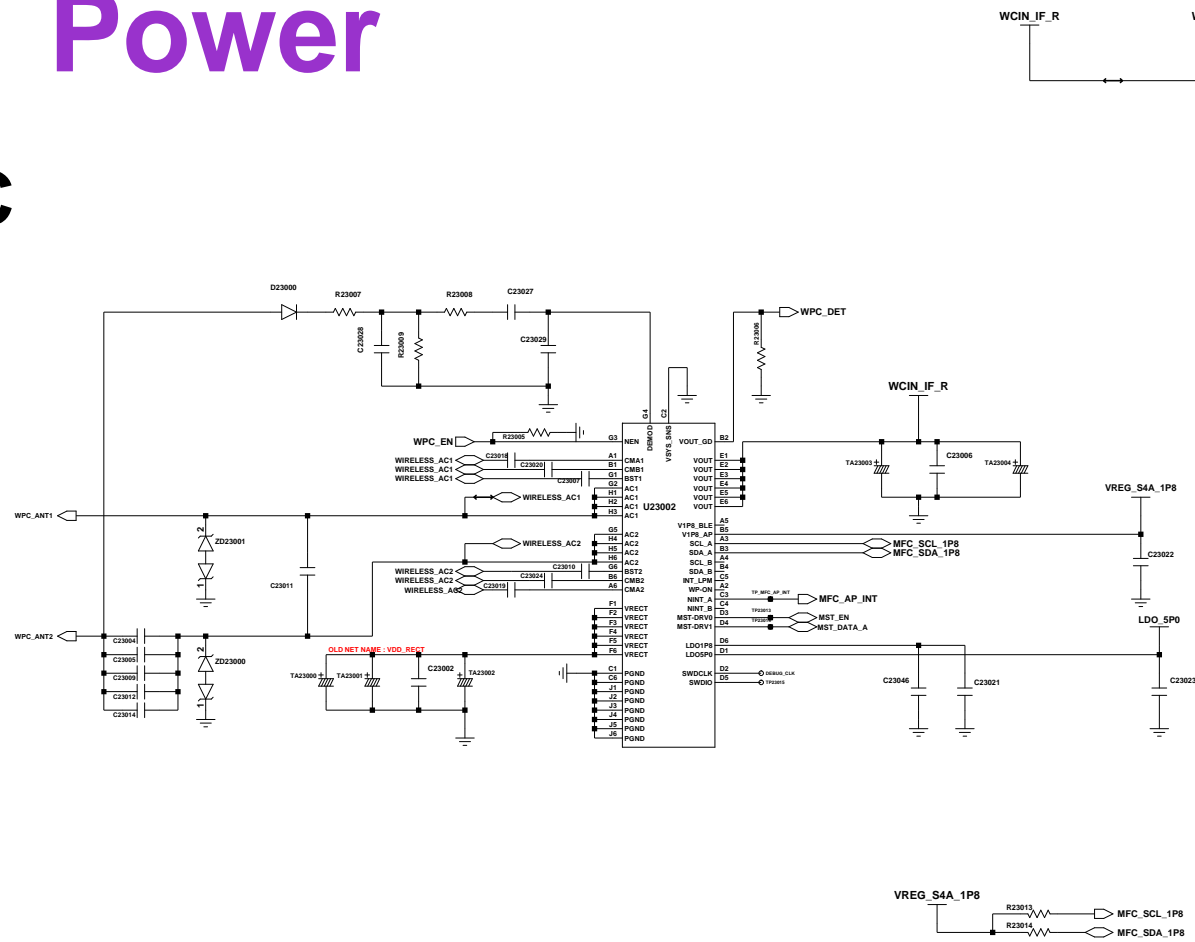 Power
WCIN_IF_R
D23000
R23007
R23008
C23027
C23028
R23009
C23029
R23006
WPC_DET
WCIN_IF_R
G4
C2
WPC_EN
R23005
G3 NEN
DEMOD
VSYS_SNS
VOUT_GD B2
WIRELESS_AC1 C23018 A1 CMA1
WIRELESS_AC1 C23020 B1 CMB1
WIRELESS_AC1 C23007 G1 BST1
G2 AC1
H1 AC1
H2 AC1
H3 AC1
WIRELESS_AC1
U23002
VOUT E1
VOUT E2
VOUT E3
VOUT E4
VOUT E5
VOUT E6
TA23003 +
C23006
TA23004 +
VREG_S4A_1P8
WPC_ANT1
2
ZD23001
1
C23011
WIRELESS_AC2
G5 AC2
H4 AC2
H5 AC2
H6 AC2
WIRELESS_AC2 C23010 G6 BST2
WIRELESS_AC2 C23024 B6 CMB2
WIRELESS_AC2 C23019 A6 CMA2
V1P8_BLE A5
V1P8_AP B5
SCL_A A3 MFC_SCL_1P8
SDA_A B3 MFC_SDA_1P8
SCL_B A4
SDA_B B4
INT_LPM C5
WP-ON A2
NINT_A C3 TP_MFC_AP_INT MFC_AP_INT
NINT_B C4
MST-DRV0 D3 TP23013 MST_EN
MST-DRV1 D4 MST_DATA_A
C23022
LDO_5P0
WPC_ANT2
C23004
C23005
C23009
C23012
C23014
2
ZD23000
1
F1 VRECT
F2 VRECT
F3 VRECT
F4 VRECT
F5 VRECT
F6 VRECT
OLD NET NAME : VDD_RECT
TA23000 +
TA23001 +
C23002
+ TA23002
LDO1P8 D6
LDO5P0 D1
SWDCLK D2 DEBUG_CLK
SWDIO D5 TP23015
C1 PGND
C6 PGND
J1 PGND
J2 PGND
J3 PGND
J4 PGND
J5 PGND
J6 PGND
C23046
C23021
C23023
VREG_S4A_1P8
R23013 MFC_SCL_1P8
R23014 MFC_SDA_1P8